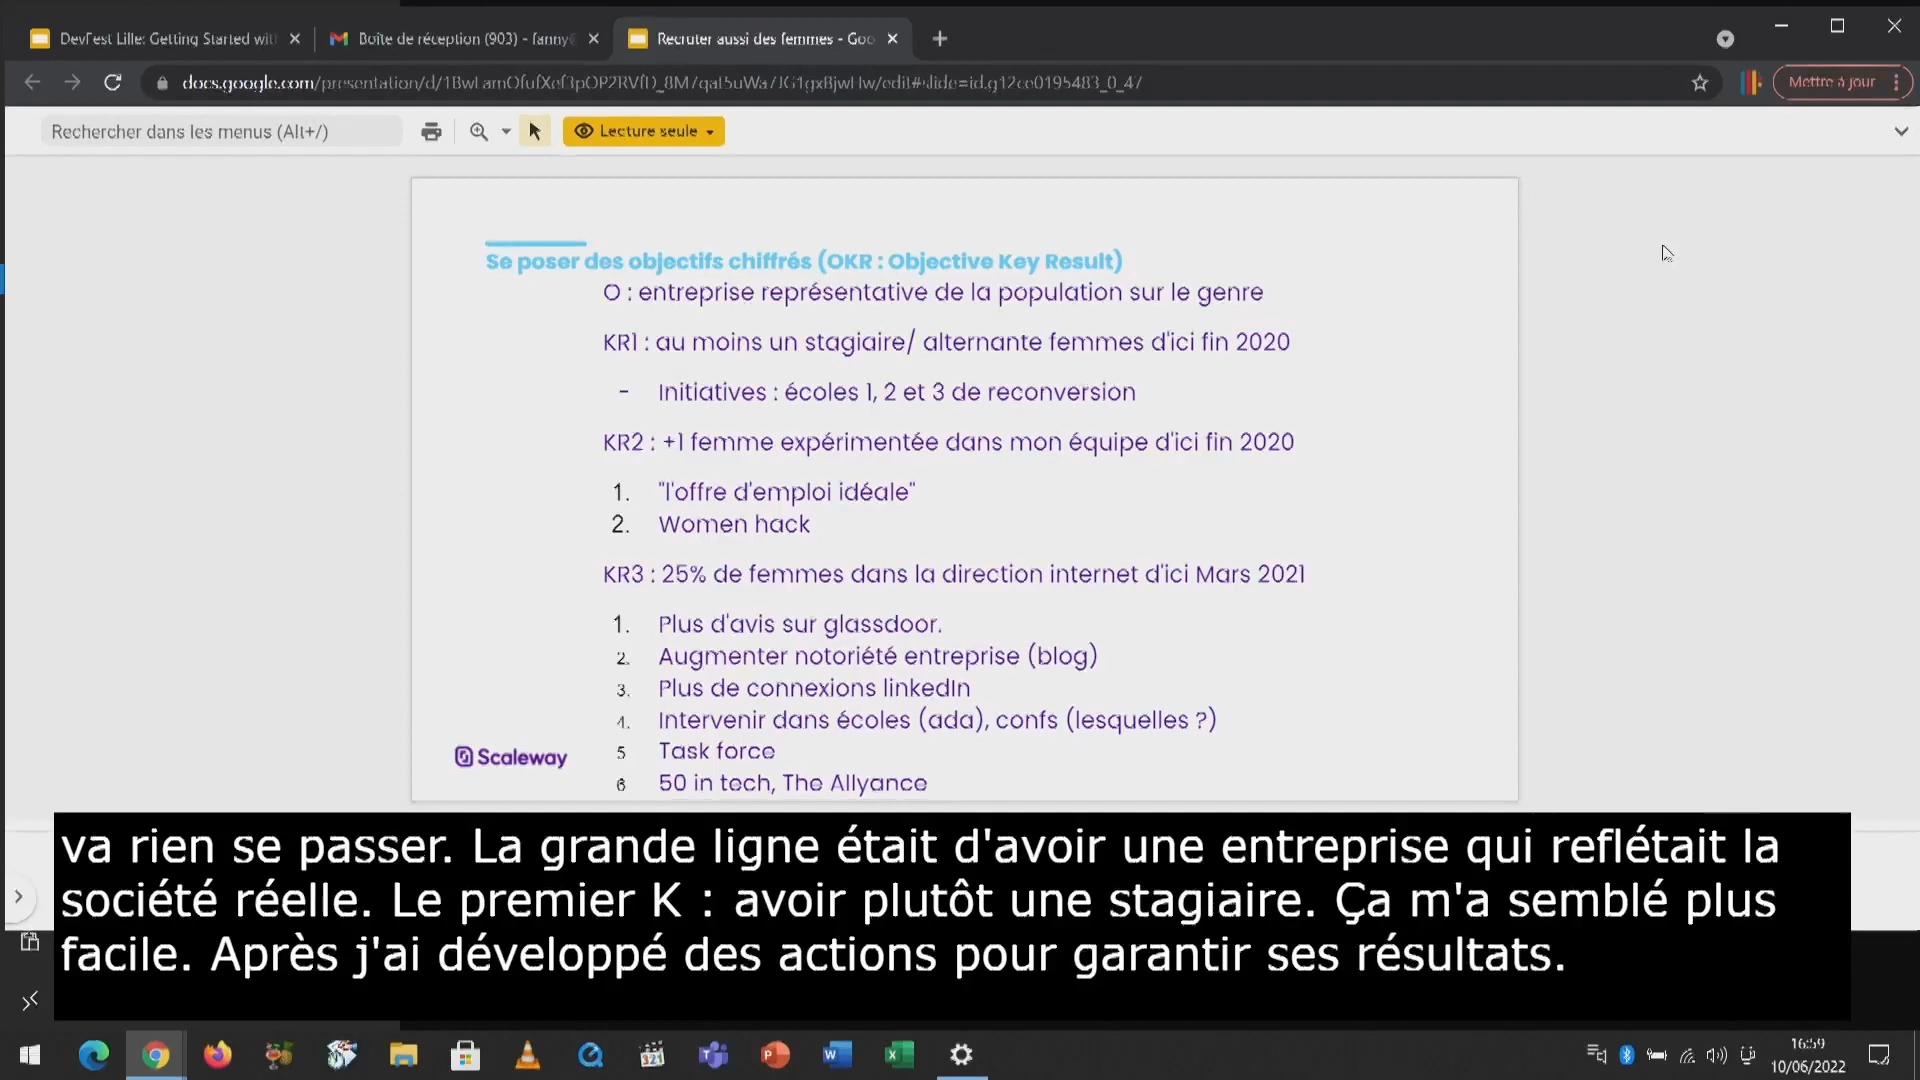 DevFest Lille: Getting Started wit
Boîte de réception (903) - fanny@
Recruter aussi des femmes - Goo
docs.google.com/presentation/d/
Mettre à jour
Rechercher dans les menus (Alt+/)
Lecture seule
Se poser des objectifs chiffrés (OKR : Objective Key Result)
O : entreprise représentative de la population sur le genre
KR1 : au moins un stagiaire/ alternante femmes d'ici fin 2020
- Initiatives : écoles 1, 2 et 3 de reconversion
KR2 : +1 femme expérimentée dans mon équipe d'ici fin 2020
1. "l'offre d'emploi idéale"
2. Women hack
KR3 : 25% de femmes dans la direction internet d'ici Mars 2021
1. Plus d'avis sur glassdoor.
2. Augmenter notoriété entreprise (blog)
3. Plus de connexions linkedIn
4. Intervenir dans écoles (ada), confs (lesquelles ?)
5 Task force
6 50 in tech, The Allyance
Scaleway
va rien se passer. La grande ligne était d'avoir une entreprise qui reflétait la
société réelle. Le premier K : avoir plutôt une stagiaire. Ça m'a semblé plus
facile. Après j'ai développé des actions pour garantir ses résultats.
321
16:59
10/06/2022